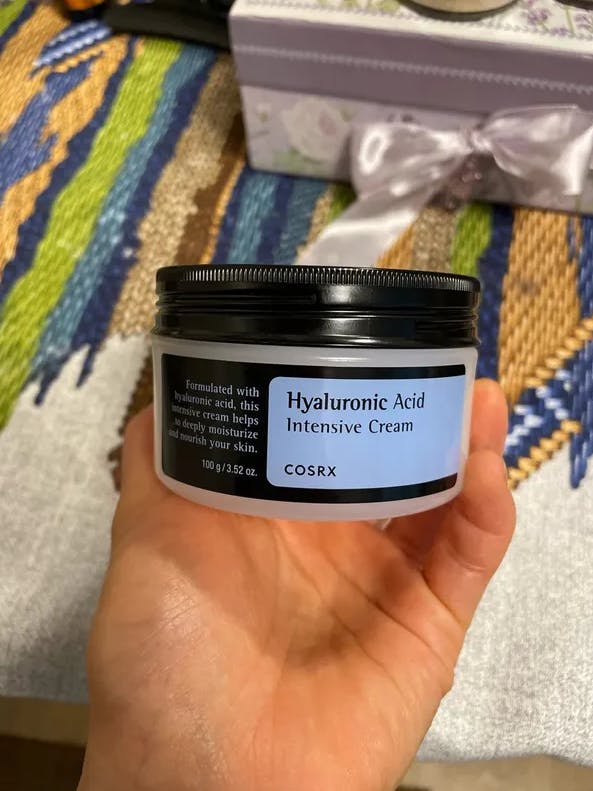 Formulated with
hyaluronic acid, this
intensive cream helps
to deeply moisturize
and nourish your skin.
100 g / 3.52 oz.
Hyaluronic Acid
Intensive Cream
COSRX